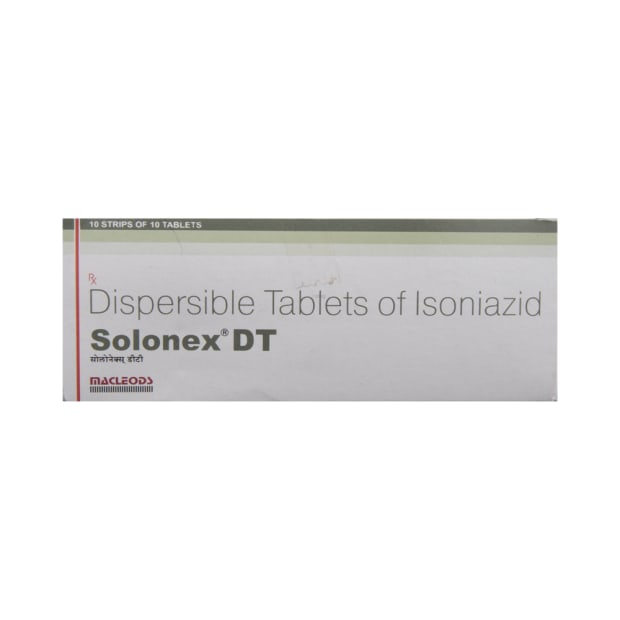 10 STRIPS OF 10 TABLETS
Rx
Dispersible Tablets of Isoniazid
Solonex® DT
सोलोनेक्स् डीटी
MACLEODS